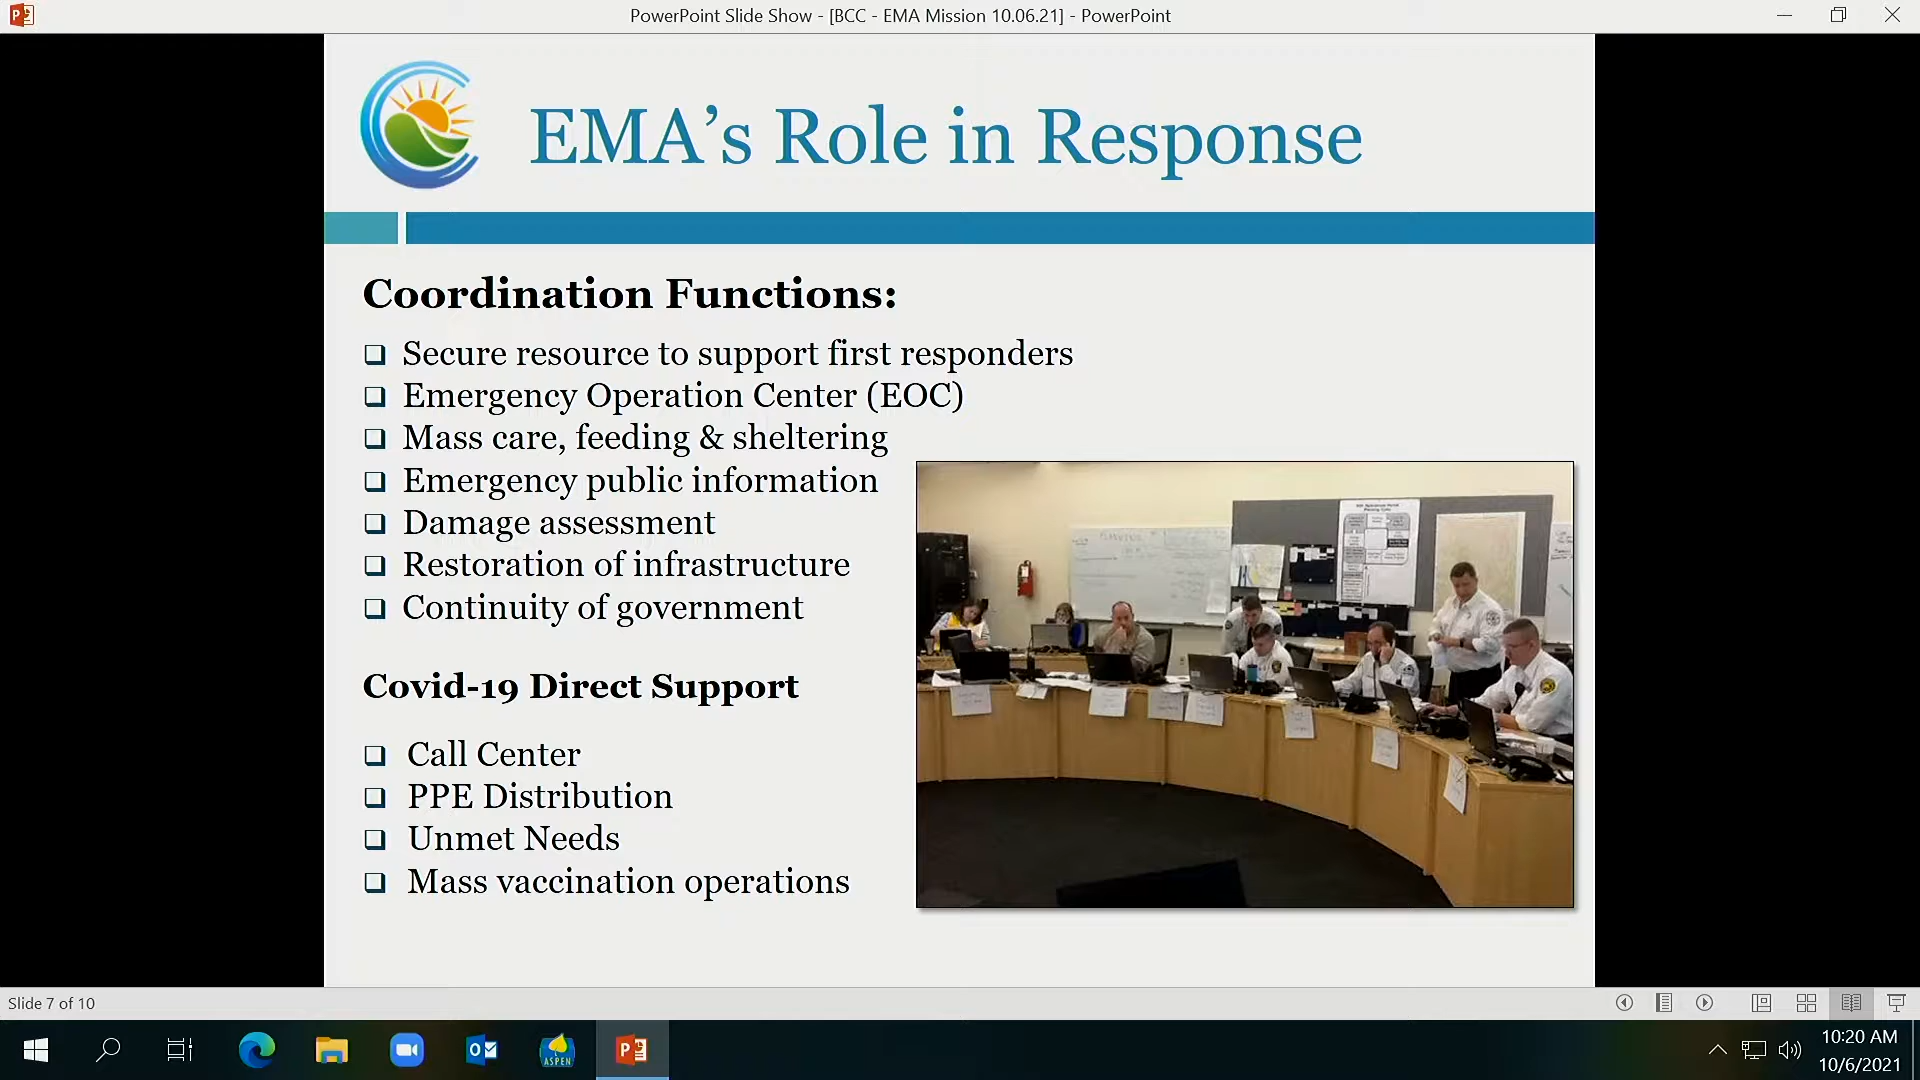 PowerPoint Slide Show - [BCC - EMA Mission 10.06.21] - PowerPoint
EMA’s Role in Response
Coordination Functions:
Secure resource to support first responders
Emergency Operation Center (EOC)
Mass care, feeding & sheltering
Emergency public information
Damage assessment
Restoration of infrastructure
Continuity of government
Covid-19 Direct Support
Call Center
PPE Distribution
Unmet Needs
Mass vaccination operations
Slide 7 of 10
ASPEN
10:20 AM
10/6/2021